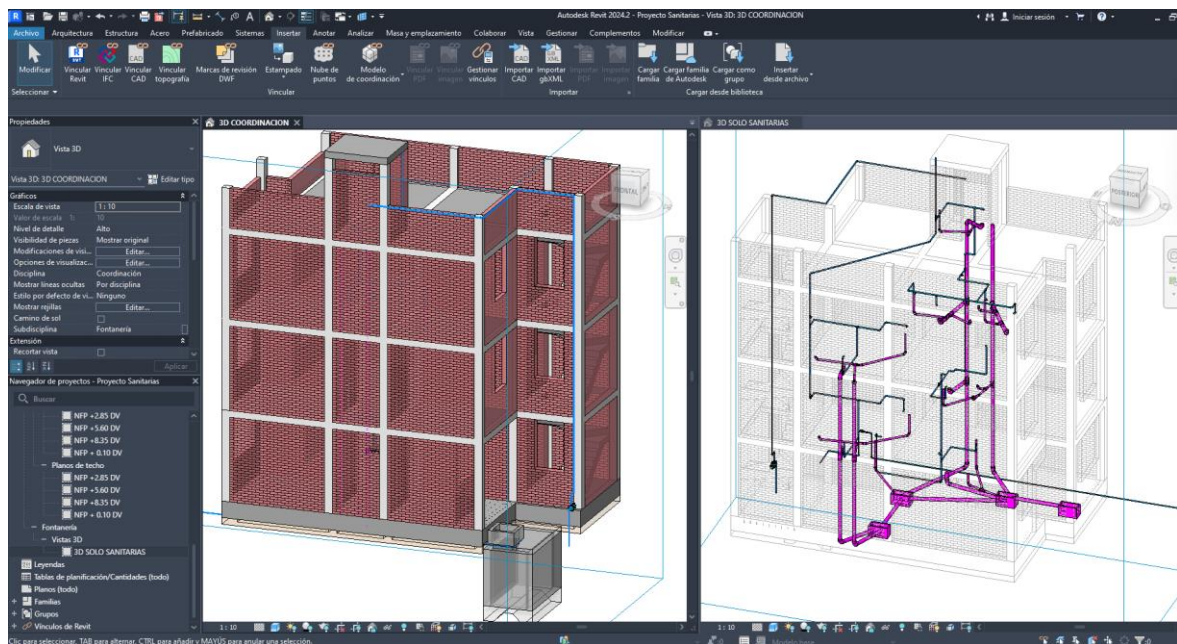 Autodesk Revit 2024.2 - Proyecto Sanitarias - Vista 3D: 3D COORDINACION
Iniciar sesión
Archivo Arquitectura Estructura Acero Prefabricado Sistemas Insertar Anotar Analizar Masa y emplazamiento Colaborar Vista Gestionar Complementos Modificar
Modificar
Vincular Revit
Vincular IFC
Vincular CAD
Vincular topografía
Marcas de revisión DWF
Estampado
Nube de puntos
Modelo de coordinación
Vincular PDF
Vincular imagen
Gestionar vínculos
Importar CAD
Importar gbXML
Importar PDF
Importar imagen
Cargar familia
Cargar familia de Autodesk
Cargar como grupo
Insertar desde archivo
Seleccionar Vincular Importar Cargar desde biblioteca
Propiedades
Vista 3D
Vista 3D: 3D COORDINACION Editar tipo
Gráficos
Escala de vista 1 : 10
Valor de escala 1: 10
Nivel de detalle Alto
Visibilidad de piezas Mostrar original
Modificaciones de visi... Editar...
Opciones de visualizac... Editar...
Disciplina Coordinación
Mostrar líneas ocultas Por disciplina
Estilo por defecto de vi... Ninguno
Mostrar rejillas Editar...
Camino de sol
Subdisciplina Fontanería
Extensión
Recortar vista
Aplicar
Navegador de proyectos - Proyecto Sanitarias
Buscar
NFP +2.85 DV
NFP +5.60 DV
NFP +8.35 DV
NFP + 0.10 DV
Planos de techo
NFP +2.85 DV
NFP +5.60 DV
NFP +8.35 DV
NFP + 0.10 DV
Fontanería
Vistas 3D
3D SOLO SANITARIAS
Leyendas
Tablas de planificación/Cantidades (todo)
Planos (todo)
Familias
Grupos
Vínculos de Revit
3D COORDINACION
FRONTAL
1 : 10
3D SOLO SANITARIAS
POSTERIOR
1 : 10
Clic para seleccionar, TAB para alternar, CTRL para añadir y MAYÚS para anular una selección.
Modelo base